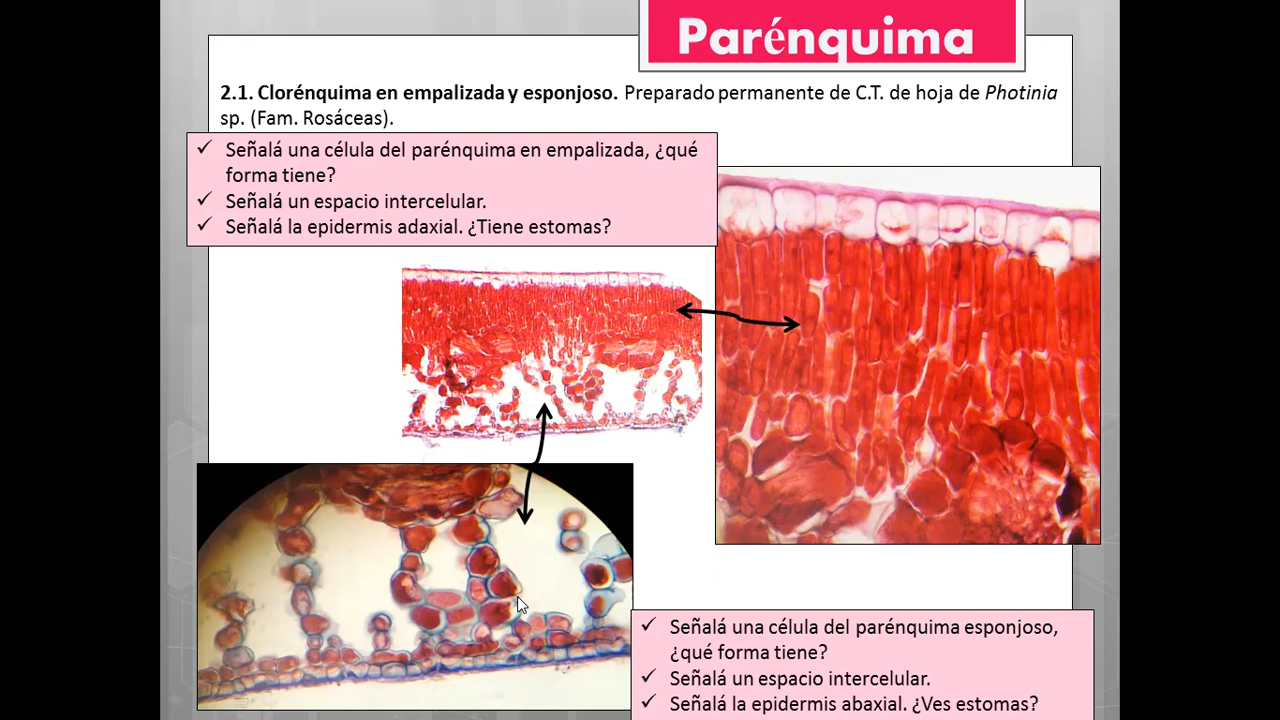 Parénquima
2.1. Clorénquima en empalizada y esponjoso. Preparado permanente de C.T. de hoja de Photinia
sp. (Fam. Rosáceas).
✓ Señalá una célula del parénquima en empalizada, ¿qué
forma tiene?
✓ Señalá un espacio intercelular.
✓ Señalá la epidermis adaxial. ¿Tiene estomas?
✓ Señalá una célula del parénquima esponjoso,
¿qué forma tiene?
✓ Señalá un espacio intercelular.
✓ Señalá la epidermis abaxial. ¿Ves estomas?